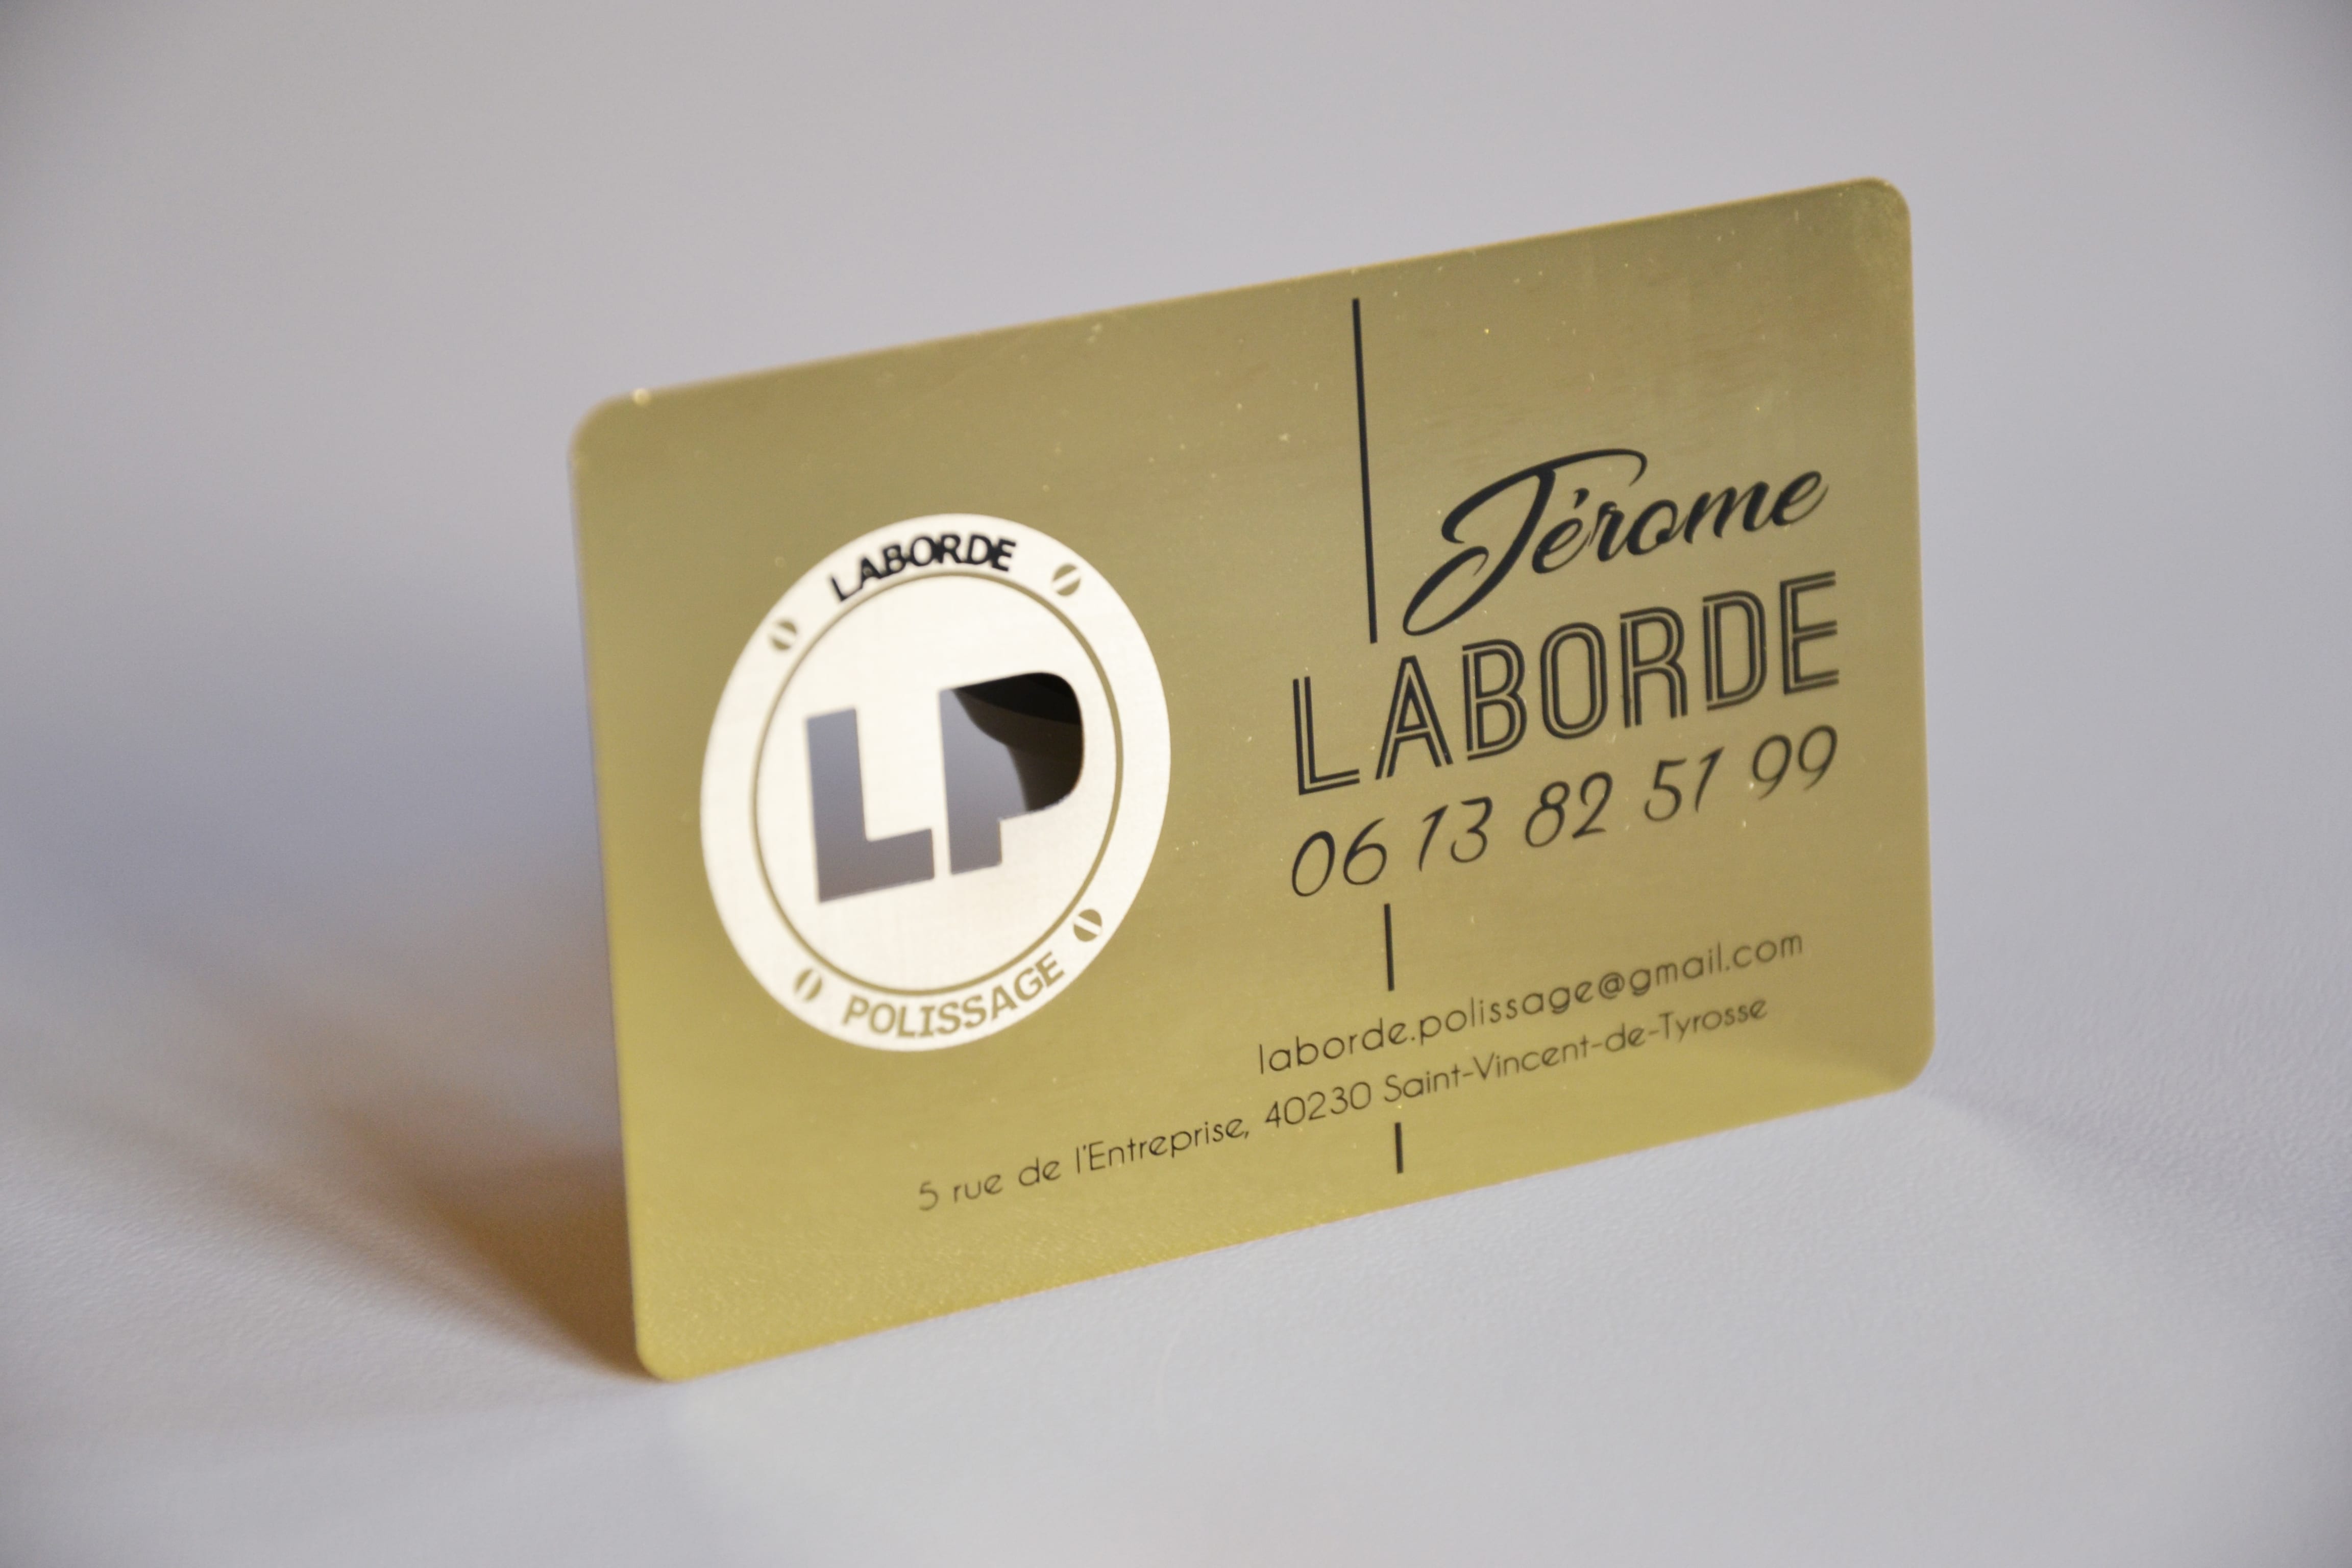 LABORDE
LP
POLISSAGE
Jérome
LABORDE
06 13 82 51 99
laborde.polissage@gmail.com
5 rue de l'Entreprise, 40230 Saint-Vincent-de-Tyrosse